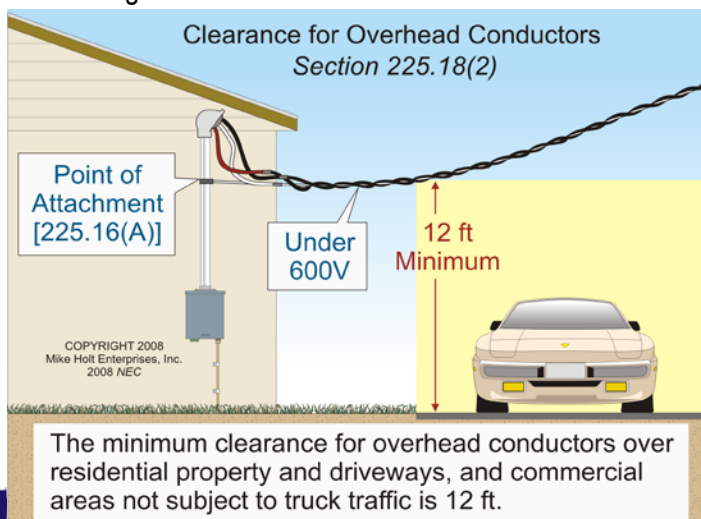 Clearance for Overhead Conductors
Section 225.18(2)
Point of
Attachment
[225.16(A)]
Under
600V
12 ft
Minimum
COPYRIGHT 2008
Mike Holt Enterprises, Inc.
2008 NEC
The minimum clearance for overhead conductors over
residential property and driveways, and commercial
areas not subject to truck traffic is 12 ft.